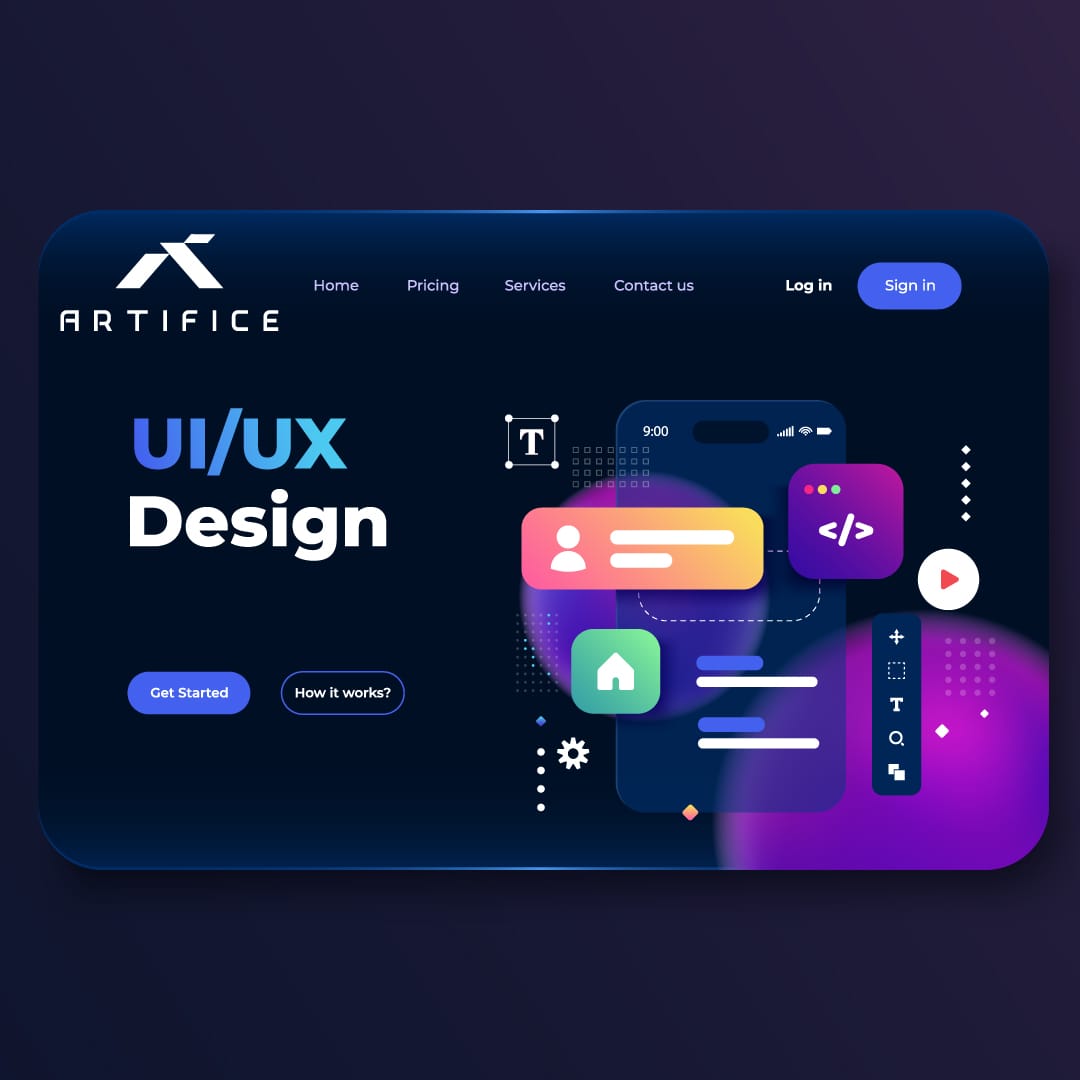 ARTIFICE
Home Pricing Services Contact us Log in Sign in
UI/UX
Design
T
9:00
</>
T
Get Started How it works?